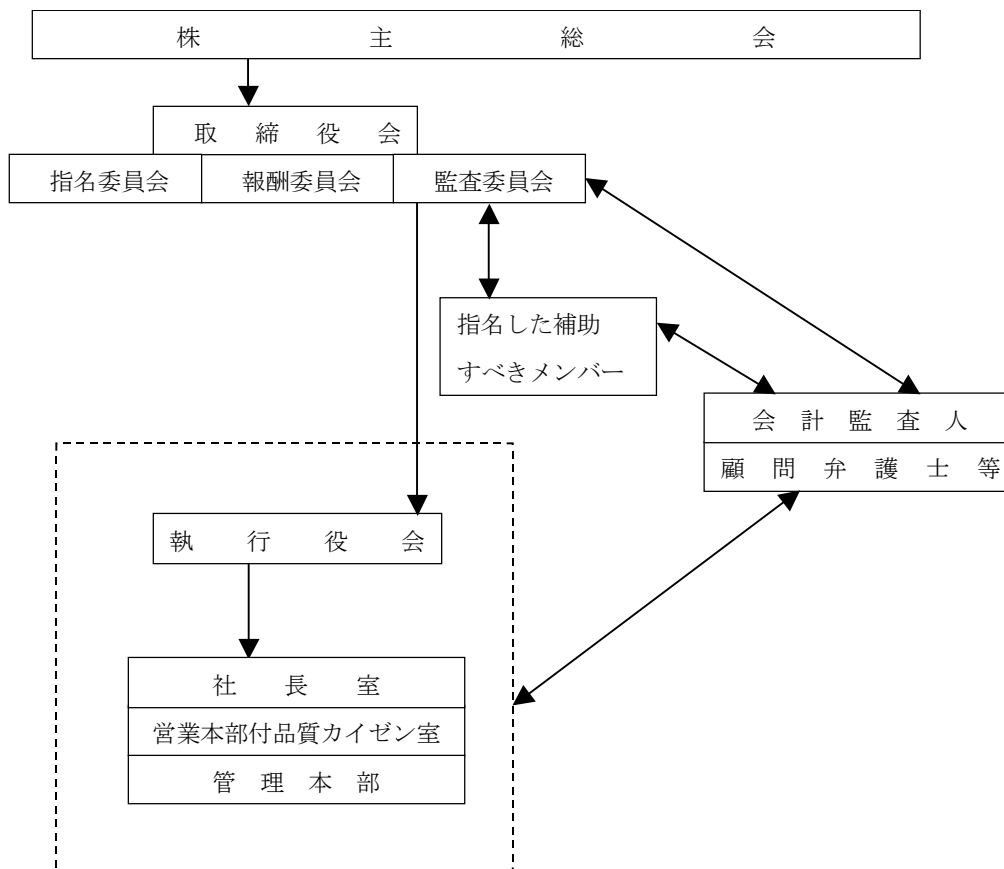 株主総会
取締役会
指名委員会
報酬委員会
監査委員会
指名した補助
すべきメンバー
会計監査人
顧問弁護士等
執行役会
社長室
営業本部付品質カイゼン室
管理本部